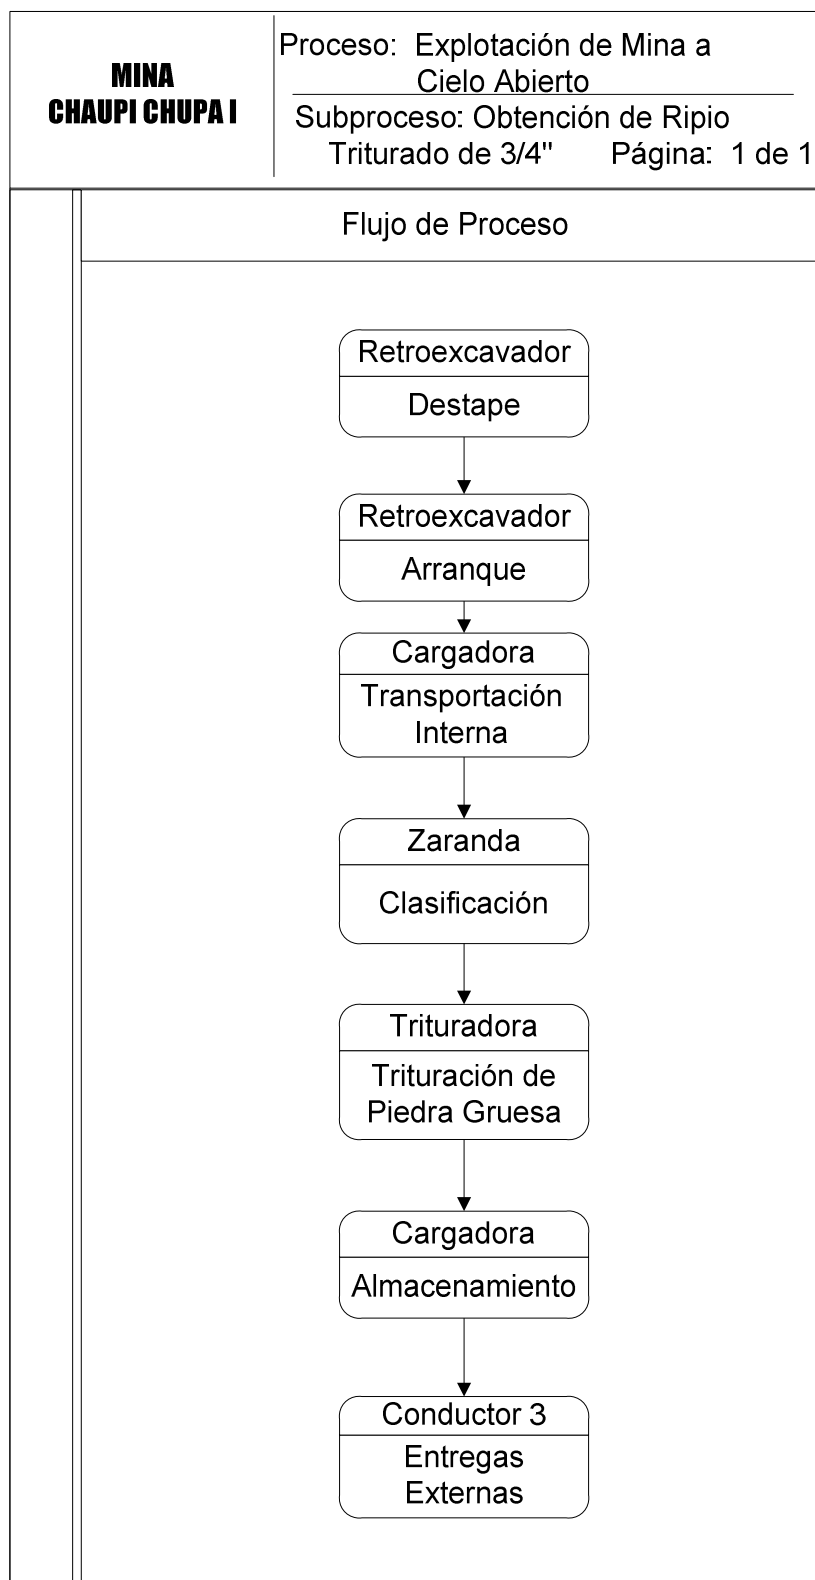 MINA
CHAUPI CHUPA I
Proceso: Explotación de Mina a
Cielo Abierto
Subproceso: Obtención de Ripio
Triturado de 3/4" Página: 1 de 1
Flujo de Proceso
Retroexcavador
Destape
Retroexcavador
Arranque
Cargadora
Transportación
Interna
Zaranda
Clasificación
Trituradora
Trituración de
Piedra Gruesa
Cargadora
Almacenamiento
Conductor 3
Entregas
Externas